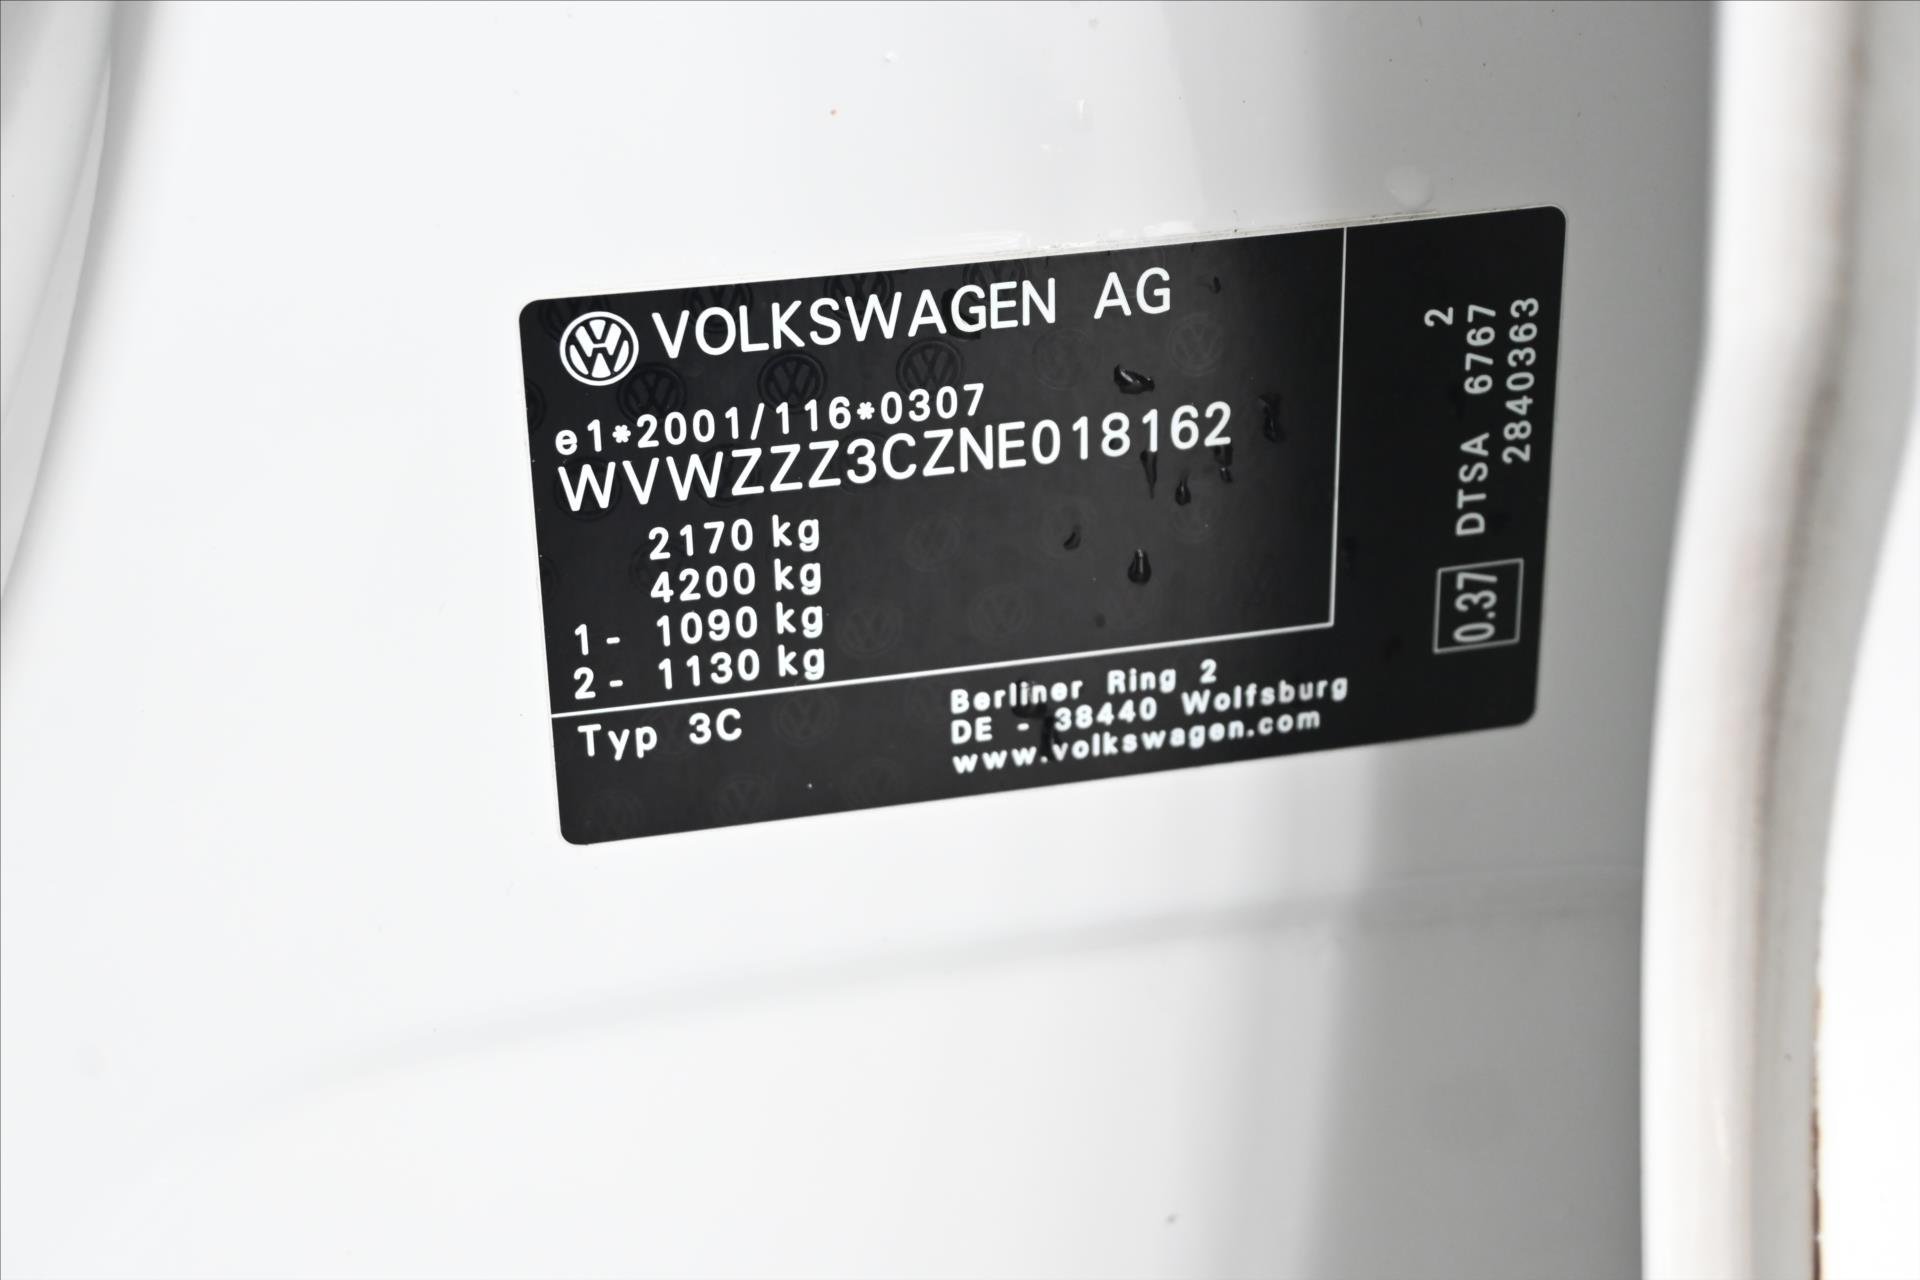 VOLKSWAGEN AG
e1*2001/116*0307
WVWZZZ3CZNE018162
2170 kg
4200 kg
1 - 1090 kg
2 - 1130 kg
Typ 3C
Berliner Ring 2
DE - 38440 Wolfsburg
www.volkswagen.com
2
0.37 DTSA 6767
2840363